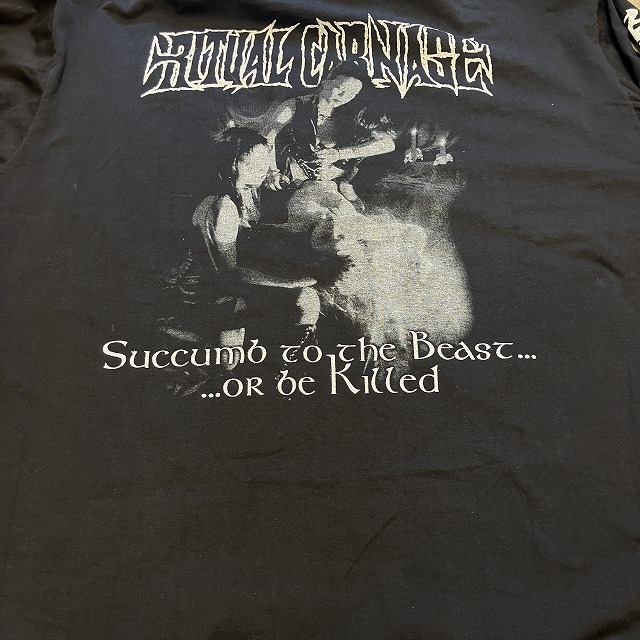 RITUAL CARNAGE
Succumb to the Beast...
...or be Killed